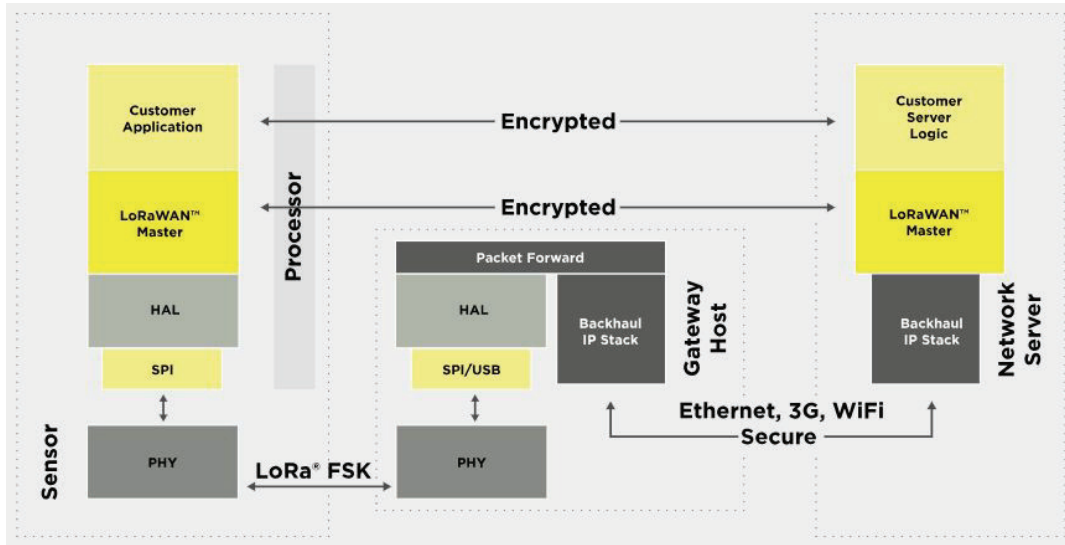 Customer
Application
LoRaWAN™
Master
HAL
SPI
PHY
Sensor
Processor
Encrypted
Encrypted
LoRa® FSK
Packet Forward
HAL
SPI/USB
PHY
Backhaul
IP Stack
Gateway
Host
Ethernet, 3G, WiFi
Secure
Customer
Server
Logic
LoRaWAN™
Master
Backhaul
IP Stack
Network
Server